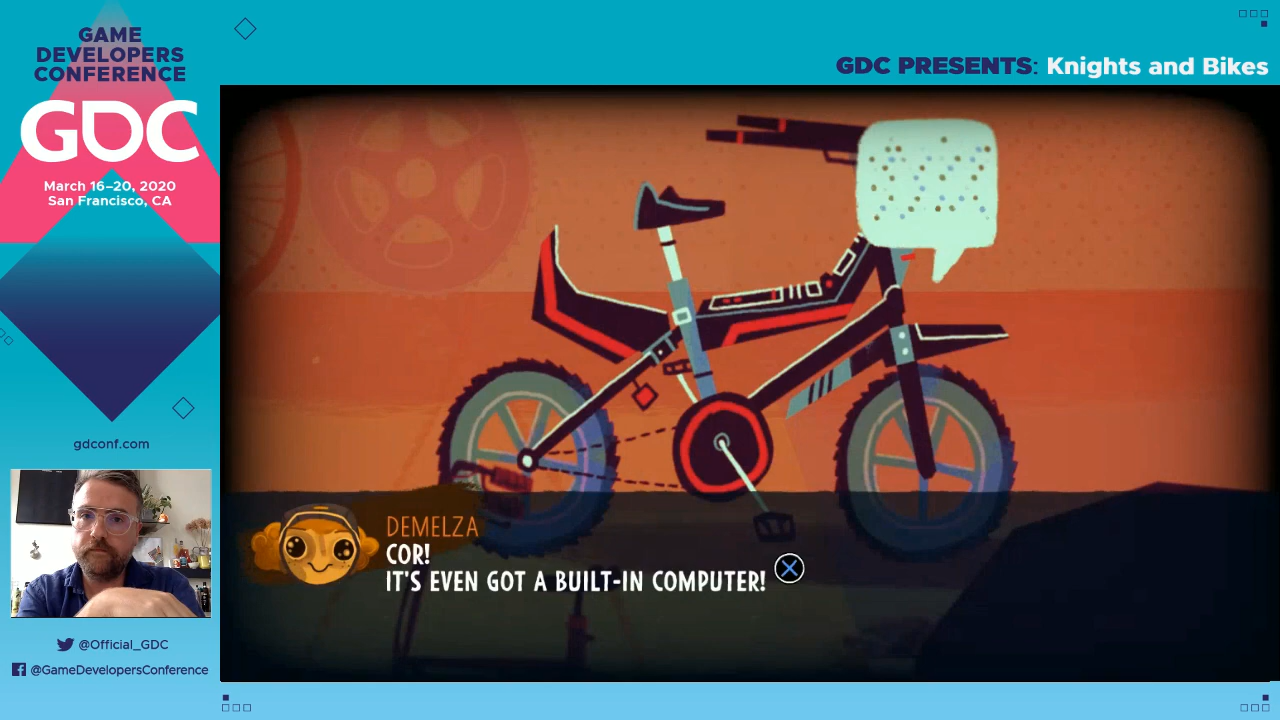 GAME
DEVELOPERS
CONFERENCE
GDC
March 16–20, 2020
San Francisco, CA
gdconf.com
@Official_GDC
@GameDevelopersConference
GDC PRESENTS: Knights and Bikes
DEMELZA
COR!
IT'S EVEN GOT A BUILT-IN COMPUTER!